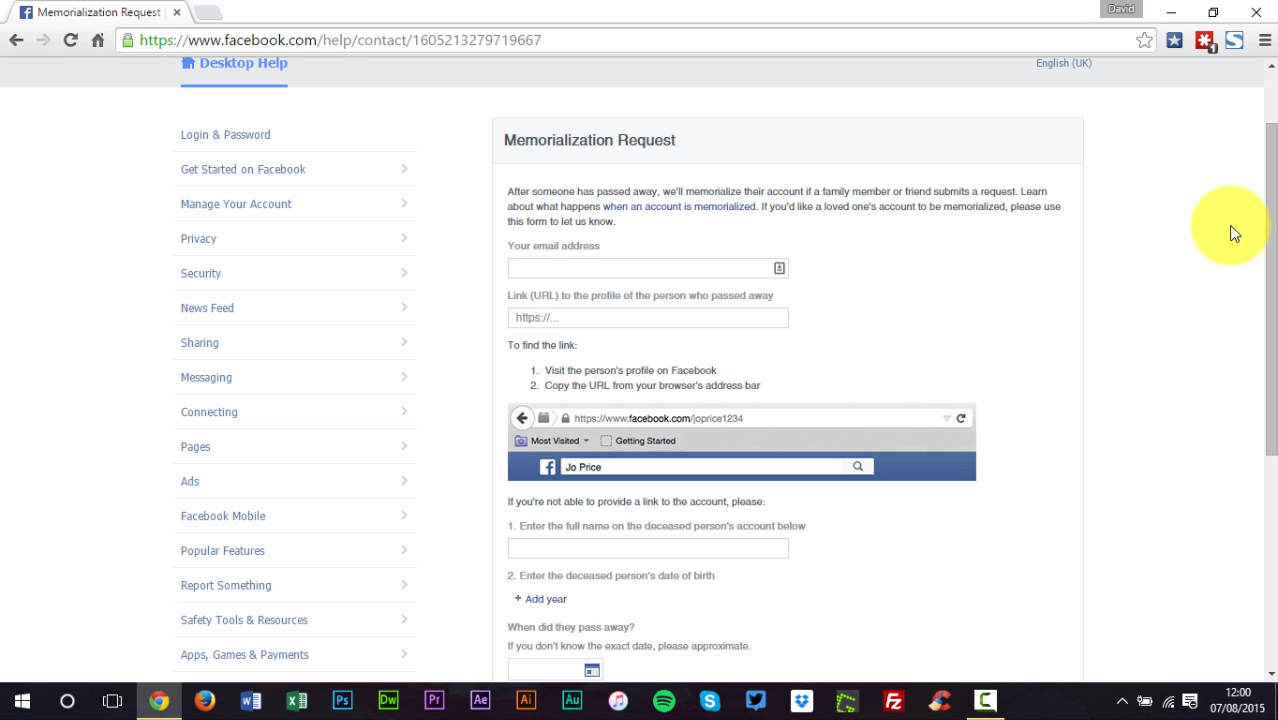 Memorialization Request
David
https://www.facebook.com/help/contact/1605213279719667
1
Desktop Help
English (UK)
Login & Password
Get Started on Facebook
Manage Your Account
Privacy
Security
News Feed
Sharing
Messaging
Connecting
Pages
Ads
Facebook Mobile
Popular Features
Report Something
Safety Tools & Resources
Apps, Games & Payments
Memorialization Request
After someone has passed away, we'll memorialize their account if a family member or friend submits a request. Learn
about what happens when an account is memorialized. If you'd like a loved one's account to be memorialized, please use
this form to let us know.
Your email address
Link (URL) to the profile of the person who passed away
https://...
To find the link:
1. Visit the person's profile on Facebook
2. Copy the URL from your browser's address bar
https://www.facebook.com/joprice1234
Most Visited
Getting Started
Jo Price
If you're not able to provide a link to the account, please:
1. Enter the full name on the deceased person's account below
2. Enter the deceased person's date of birth
+ Add year
When did they pass away?
If you don't know the exact date, please approximate.
Ps
Dw
Pr
Ae
Ai
Au
12:00
07/08/2015